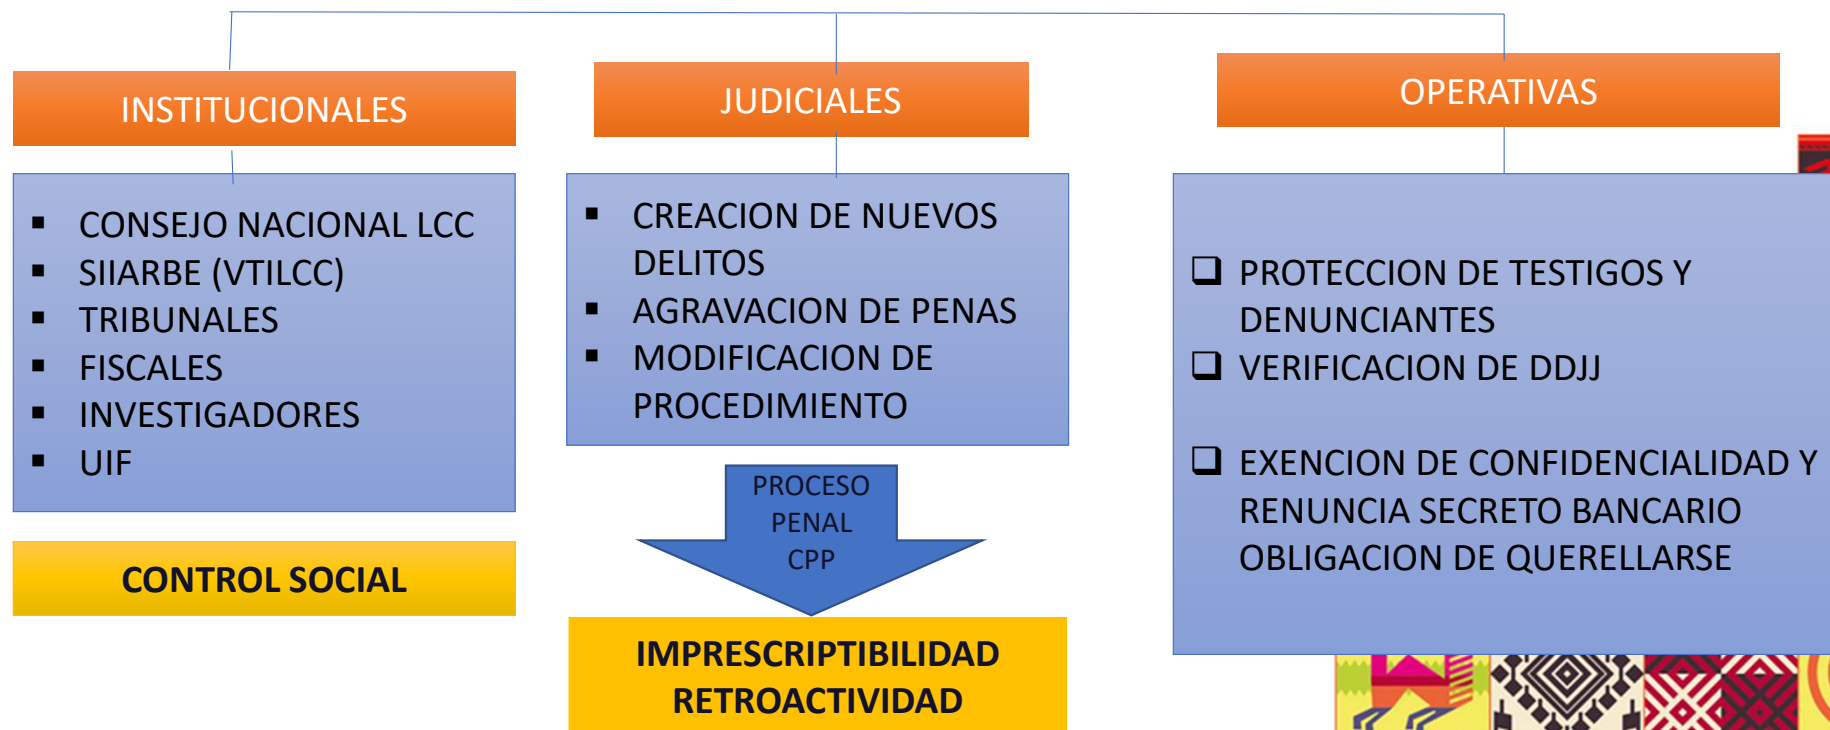 INSTITUCIONALES
▪ CONSEJO NACIONAL LCC
▪ SIIARBE (VTILCC)
▪ TRIBUNALES
▪ FISCALES
▪ INVESTIGADORES
▪ UIF
CONTROL SOCIAL
JUDICIALES
▪ CREACION DE NUEVOS
DELITOS
▪ AGRAVACION DE PENAS
▪ MODIFICACION DE
PROCEDIMIENTO
PROCESO
PENAL
CPP
IMPRESCRIPTIBILIDAD
RETROACTIVIDAD
OPERATIVAS
❑ PROTECCION DE TESTIGOS Y
DENUNCIANTES
❑ VERIFICACION DE DDJJ
❑ EXENCION DE CONFIDENCIALIDAD Y
RENUNCIA SECRETO BANCARIO
OBLIGACION DE QUERELLARSE